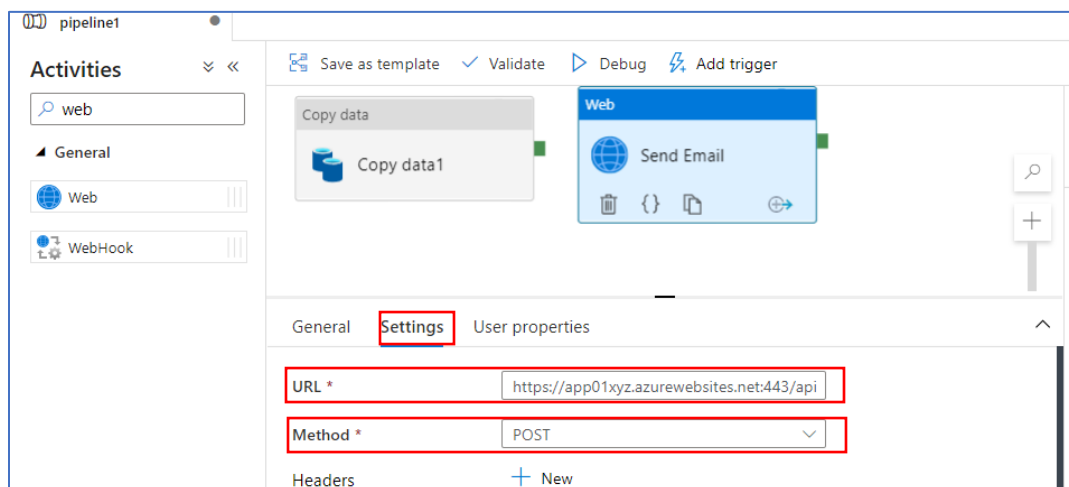 pipeline1
Activities
Save as template
Validate
Debug
Add trigger
web
General
Web
WebHook
Copy data
Copy data1
Web
Send Email
{}
General
Settings
User properties
URL *
https://app01xyz.azurewebsites.net:443/api
Method *
POST
Headers
+ New